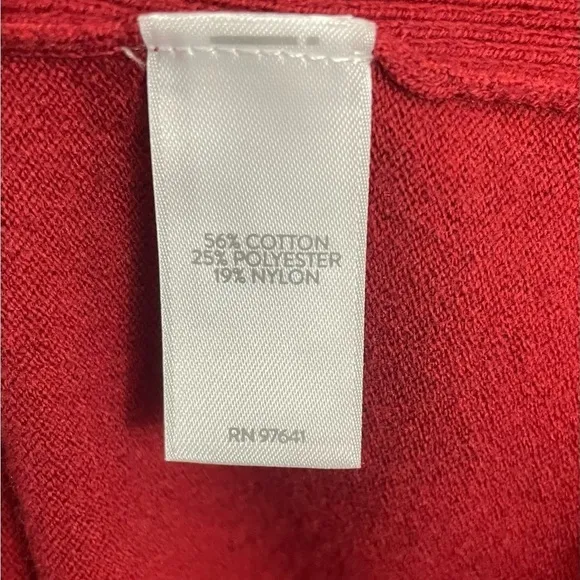 56% COTTON
25% POLYESTER
19% NYLON
RN 97641